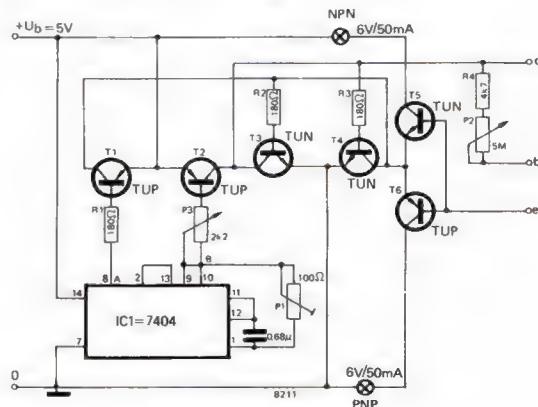 NPN
+Ub=5V
6V/50mA
R2
180Ω
R3
180Ω
R4
4k7
P2
5M
c
b
e
T5
TUN
T3
TUN
T4
TUN
T1
TUP
T2
TUP
T6
TUP
R1
180Ω
P3
2k2
8
A
2
13
9
10
B
100Ω
P1
14
11
12
0,68µ
7
1
IC1=7404
0
8211
6V/50mA
PNP